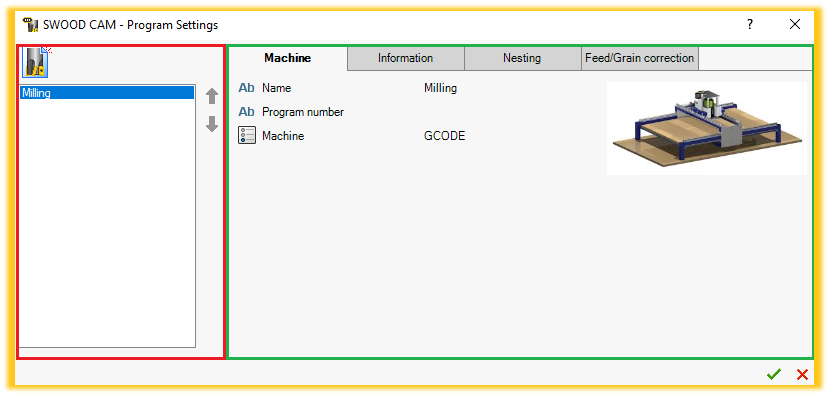 SWOOD CAM - Program Settings
?
Milling
Machine
Information
Nesting
Feed/Grain correction
Ab Name Milling
Ab Program number
Machine GCODE